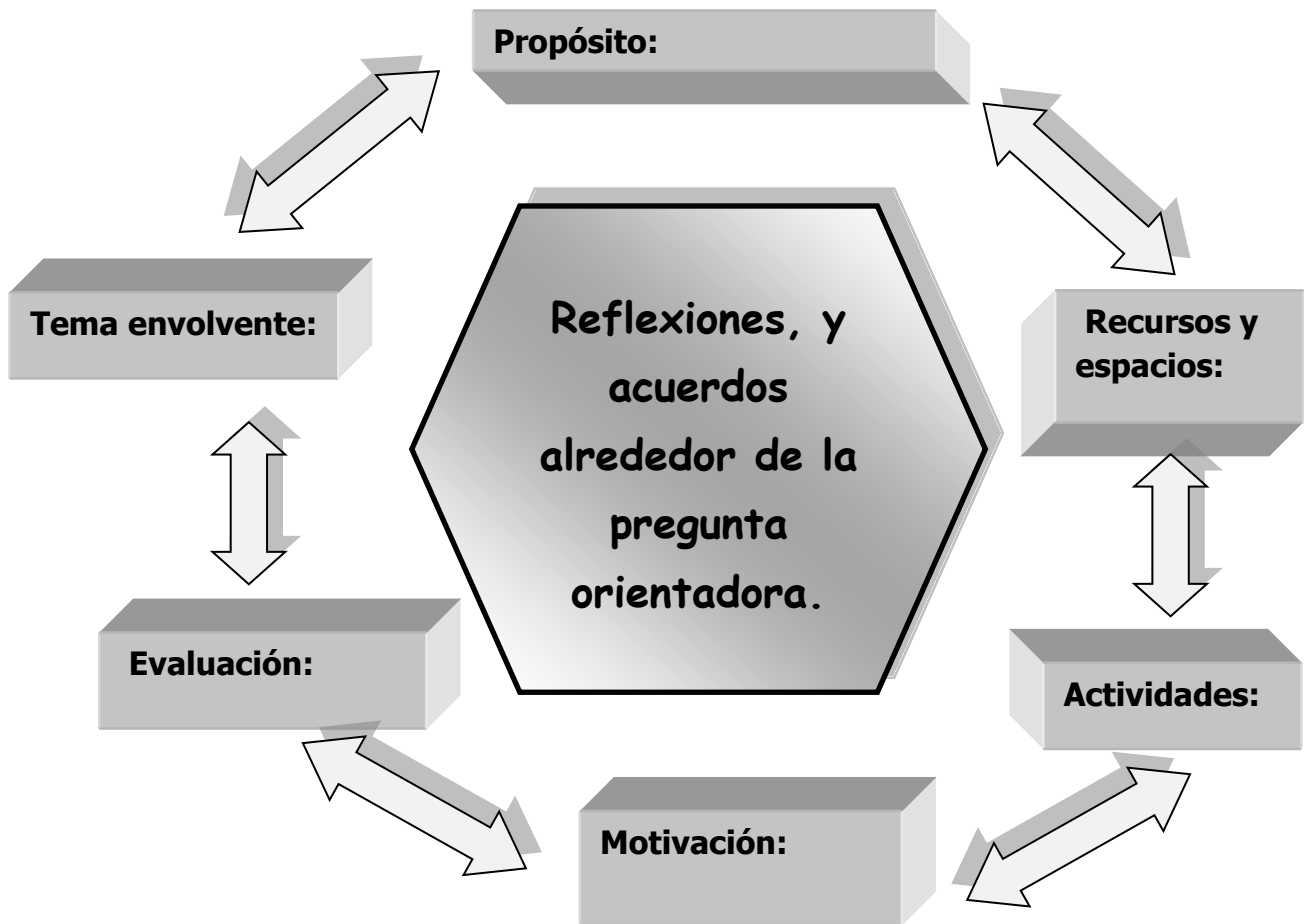 Propósito:
Tema envolvente:
Reflexiones, y
acuerdos
alrededor de la
pregunta
orientadora.
Recursos y
espacios:
Evaluación:
Actividades:
Motivación: